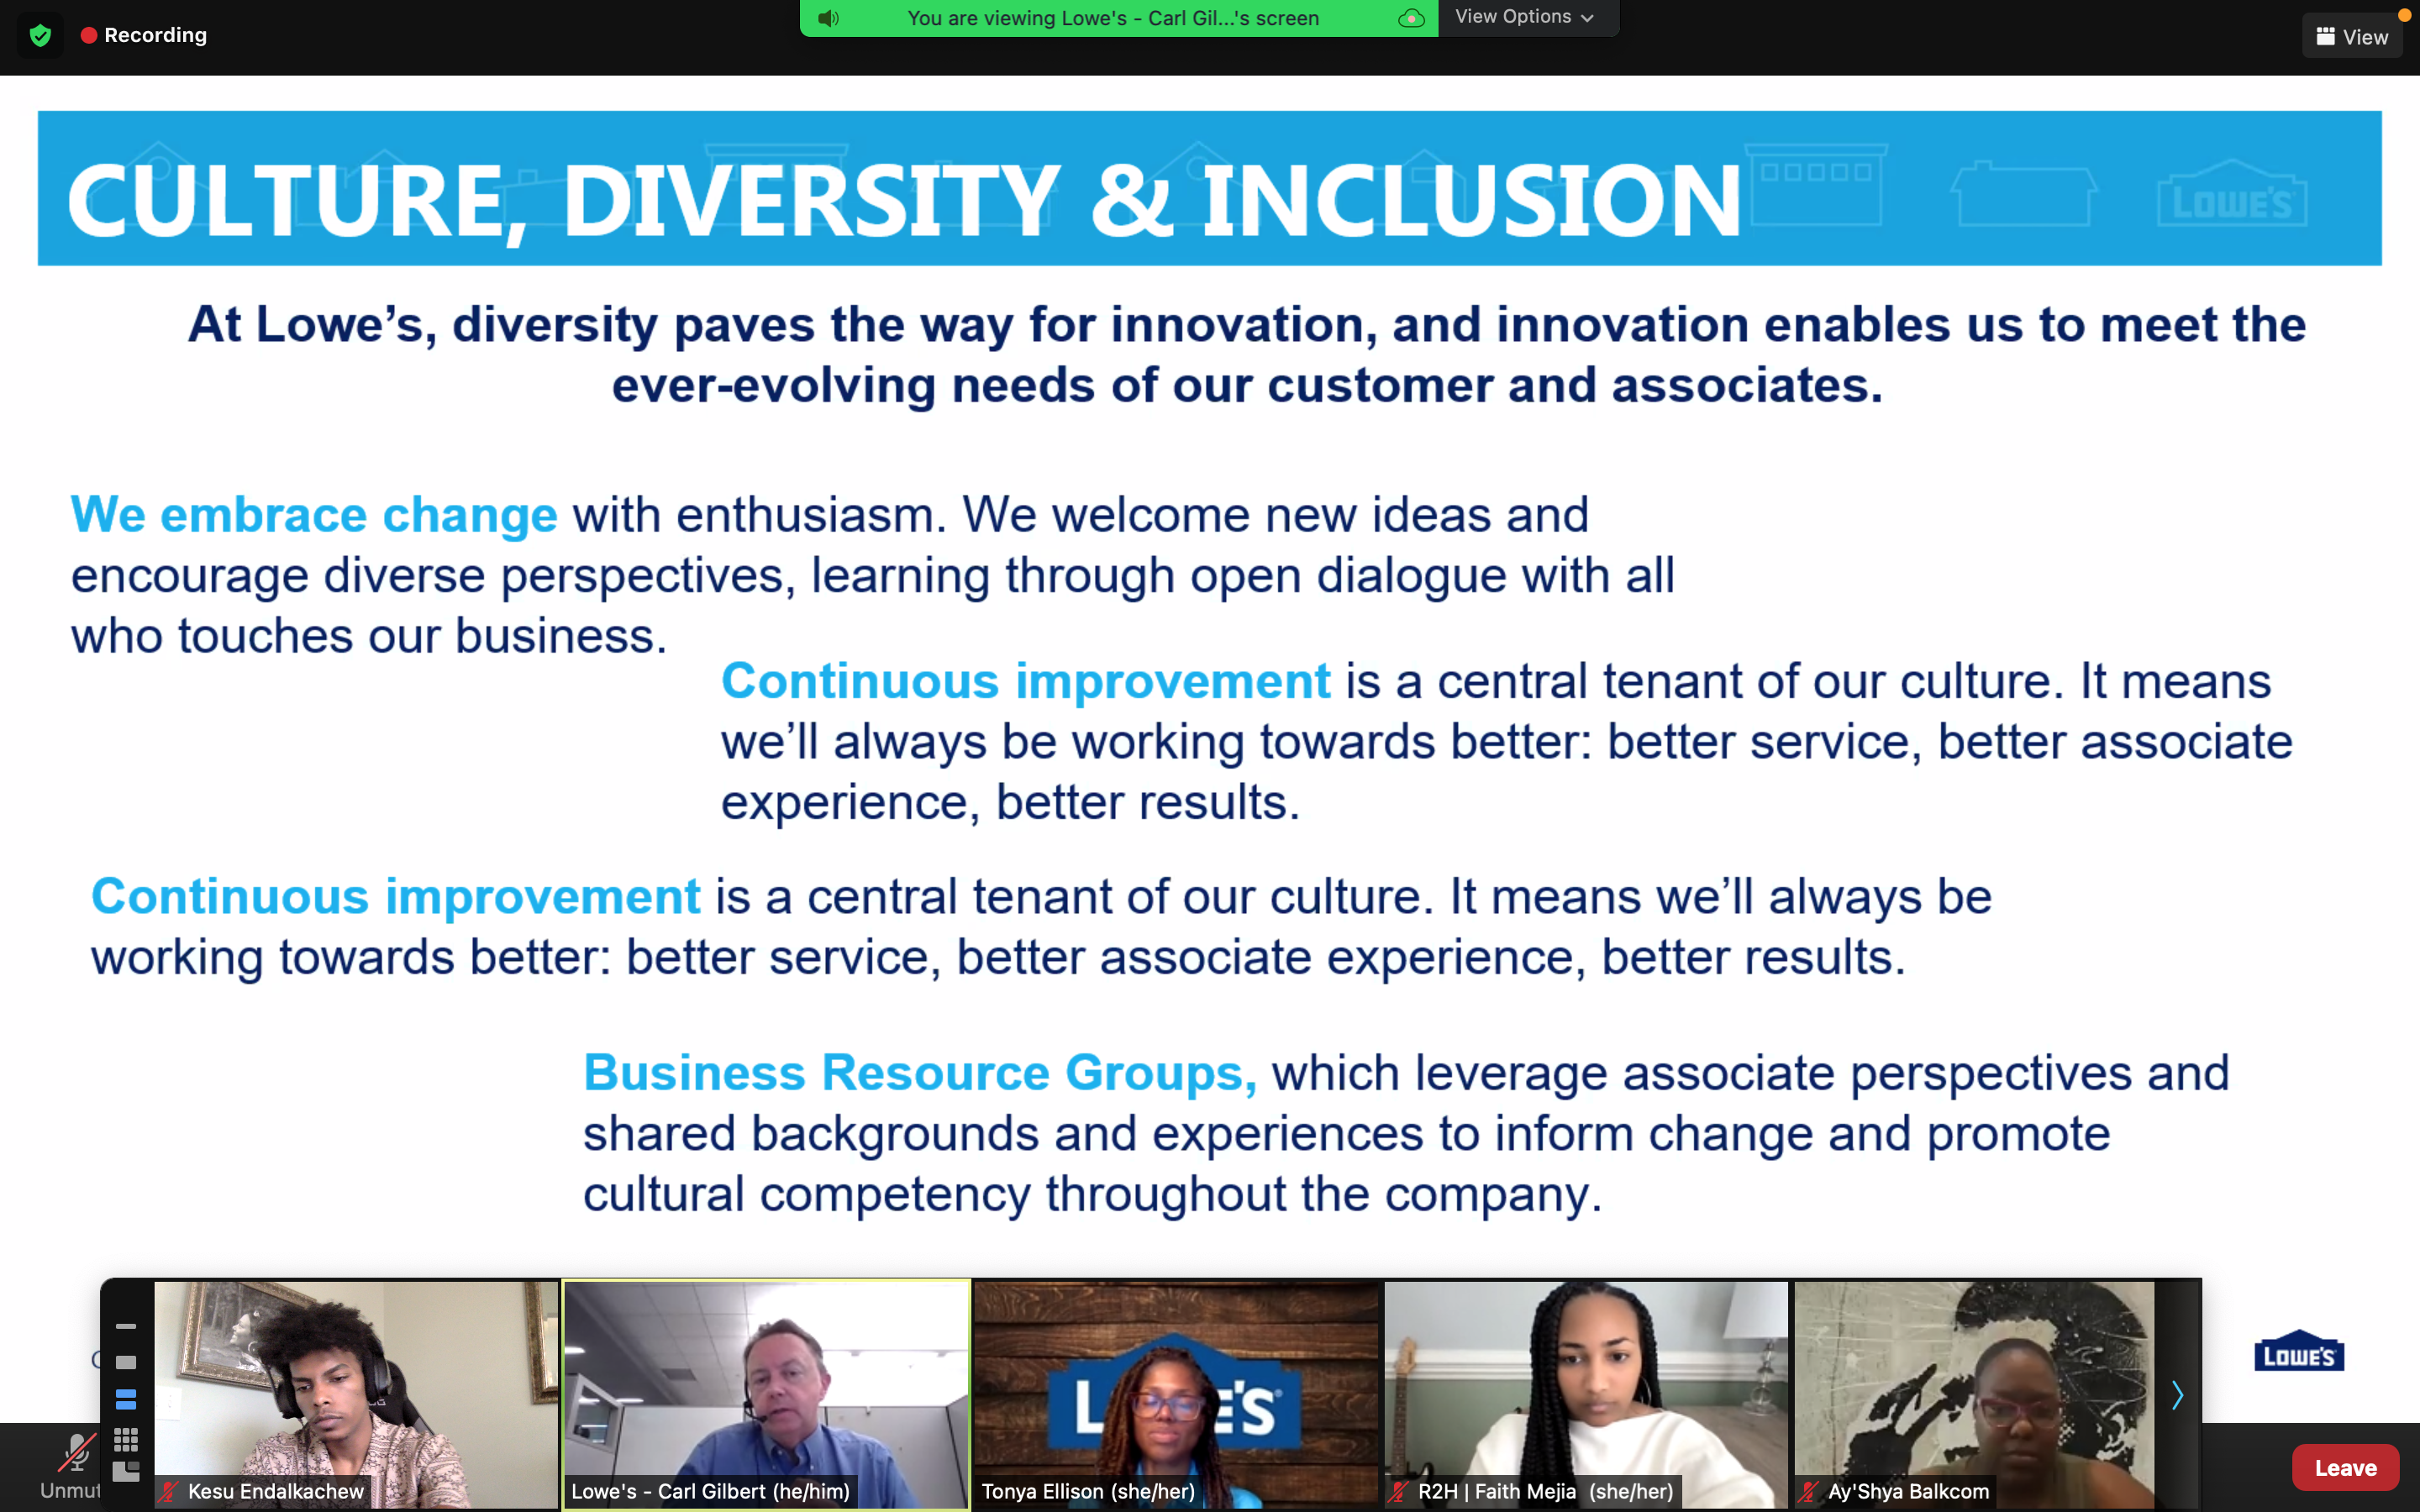 Recording
You are viewing Lowe's - Carl Gil...'s screen
View Options
View
CULTURE, DIVERSITY & INCLUSION
LOWE'S
At Lowe’s, diversity paves the way for innovation, and innovation enables us to meet the
ever-evolving needs of our customer and associates.
We embrace change with enthusiasm. We welcome new ideas and
encourage diverse perspectives, learning through open dialogue with all
who touches our business.
Continuous improvement is a central tenant of our culture. It means
we’ll always be working towards better: better service, better associate
experience, better results.
Continuous improvement is a central tenant of our culture. It means we’ll always be
working towards better: better service, better associate experience, better results.
Business Resource Groups, which leverage associate perspectives and
shared backgrounds and experiences to inform change and promote
cultural competency throughout the company.
LOWE'S
L E'S
Unmut
Kesu Endalkachew
Lowe's - Carl Gilbert (he/him)
Tonya Ellison (she/her)
R2H | Faith Mejia (she/her)
Ay'Shya Balkcom
Leave